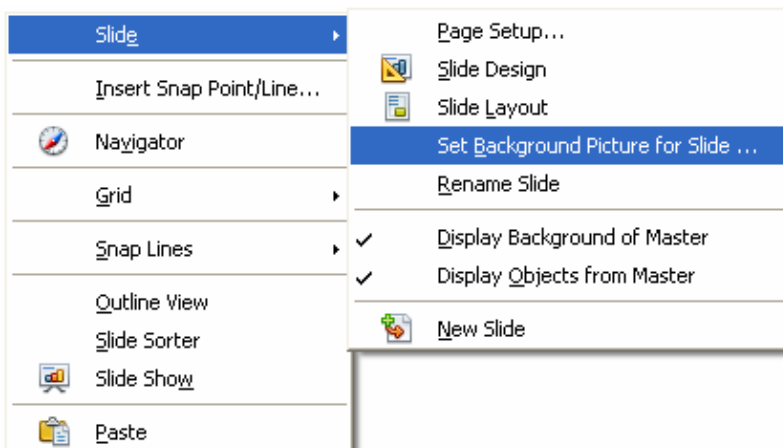 Slide
Insert Snap Point/Line...
Navigator
Grid
Snap Lines
Outline View
Slide Sorter
Slide Show
Paste
Page Setup...
Slide Design
Slide Layout
Set Background Picture for Slide ...
Rename Slide
Display Background of Master
Display Objects from Master
New Slide